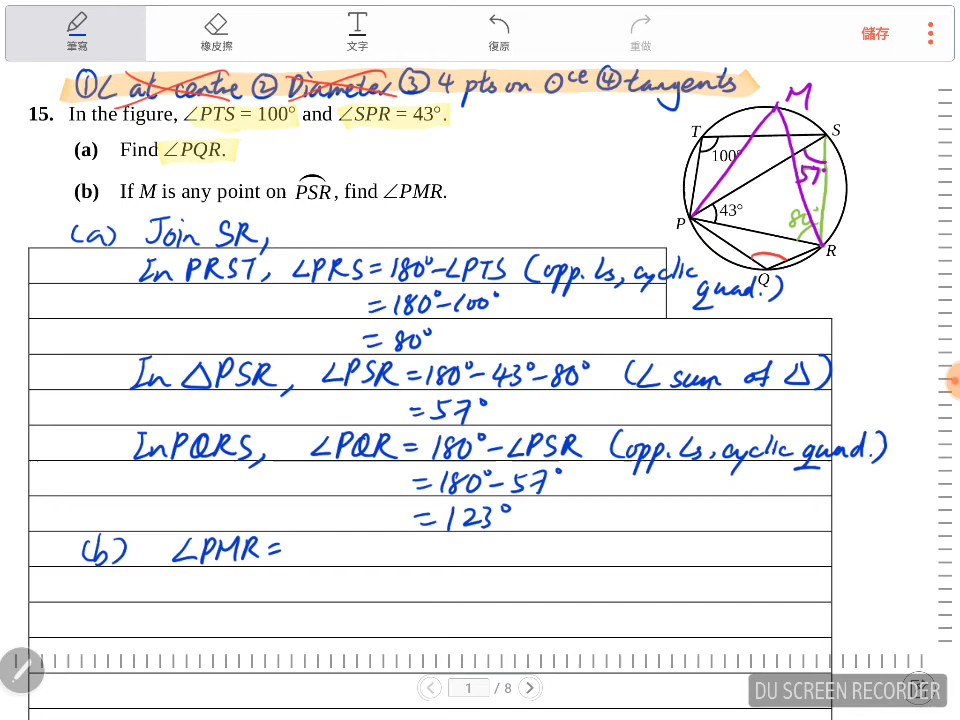 筆寫 橡皮擦 文字 復原 重做 儲存
①∠ at centre ② Diameter ③ 4 pts on ⊙ce ④ tangents
15. In the figure, ∠PTS = 100° and ∠SPR = 43°.
(a) Find ∠PQR.
(b) If M is any point on PSR, find ∠PMR.
M
T S
100°
57°
P 43°
80°
R
Q
(a) Join SR,
In PRST, ∠PRS = 180° - ∠PTS (opp. ∠s, cyclic quad.)
= 180° - 100°
= 80°
In △PSR, ∠PSR = 180° - 43° - 80° (∠ sum of △)
= 57°
In PQRS, ∠PQR = 180° - ∠PSR (opp. ∠s, cyclic quad.)
= 180° - 57°
= 123°
(b) ∠PMR =
1 / 8
DU SCREEN RECORDER